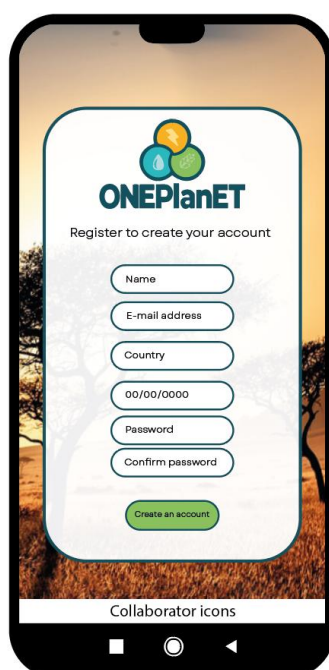 ONEPlanET
Register to create your account
Name
E-mail address
Country
00/00/0000
Password
Confirm password
Create an account
Collaborator icons